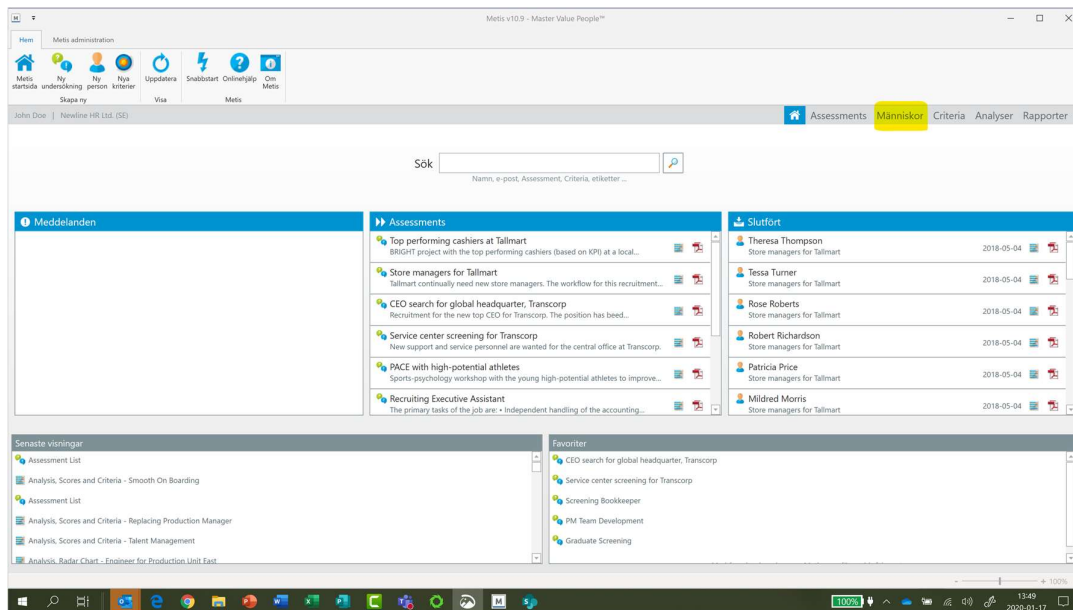 Metis v10.9 - Master Value People™
Hem Metis administration
Metis startsida
Ny undersökning
Ny person
Nya kriterier
Uppdatera
Snabbstart
Onlinehjälp
Om Metis
Skapa ny Visa Metis
John Doe | Newline HR Ltd. (SE)
Assessments Människor Criteria Analyser Rapporter
Sök
Namn, e-post, Assessment, Criteria, etiketter ...
Meddelanden
Assessments
Top performing cashiers at Tallmart
BRIGHT project with the top performing cashiers (based on KPI) at a local...
Store managers for Tallmart
Tallmart continually need new store managers. The workflow for this recruitment...
CEO search for global headquarter, Transcorp
Recruitment for the new top CEO for Transcorp. The position has beed...
Service center screening for Transcorp
New support and service personnel are wanted for the central office at Transcorp.
PACE with high-potential athletes
Sports-psychology workshop with the young high-potential athletes to improve...
Recruiting Executive Assistant
The primary tasks of the job are: • Independent handling of the accounting...
Slutfört
Theresa Thompson
Store managers for Tallmart 2018-05-04
Tessa Turner
Store managers for Tallmart 2018-05-04
Rose Roberts
Store managers for Tallmart 2018-05-04
Robert Richardson
Store managers for Tallmart 2018-05-04
Patricia Price
Store managers for Tallmart 2018-05-04
Mildred Morris
Store managers for Tallmart 2018-05-04
Senaste visningar
Assessment List
Analysis, Scores and Criteria - Smooth On Boarding
Assessment List
Analysis, Scores and Criteria - Replacing Production Manager
Analysis, Scores and Criteria - Talent Management
Analysis, Radar Chart - Engineer for Production Unit East
Favoriter
CEO search for global headquarter, Transcorp
Service center screening for Transcorp
Screening Bookkeeper
PM Team Development
Graduate Screening
- + 100%
100% 13:49
2020-01-17